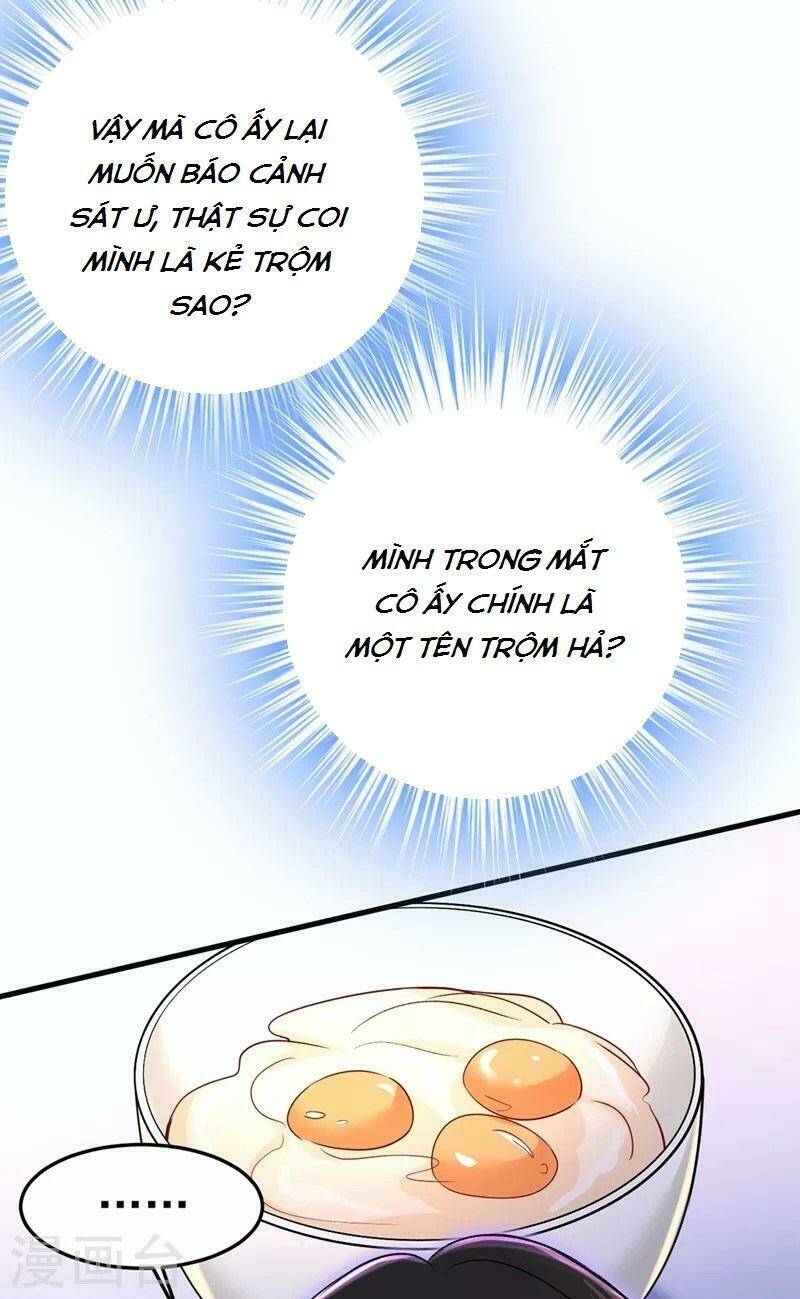 VẬY MÀ CÔ ẤY LẠI
MUỐN BÁO CẢNH
SÁT Ư, THẬT SỰ COI
MÌNH LÀ KẺ TRỘM
SAO?
MÌNH TRONG MẮT
CÔ ẤY CHÍNH LÀ
MỘT TÊN TRỘM HẢ?
......
漫画台